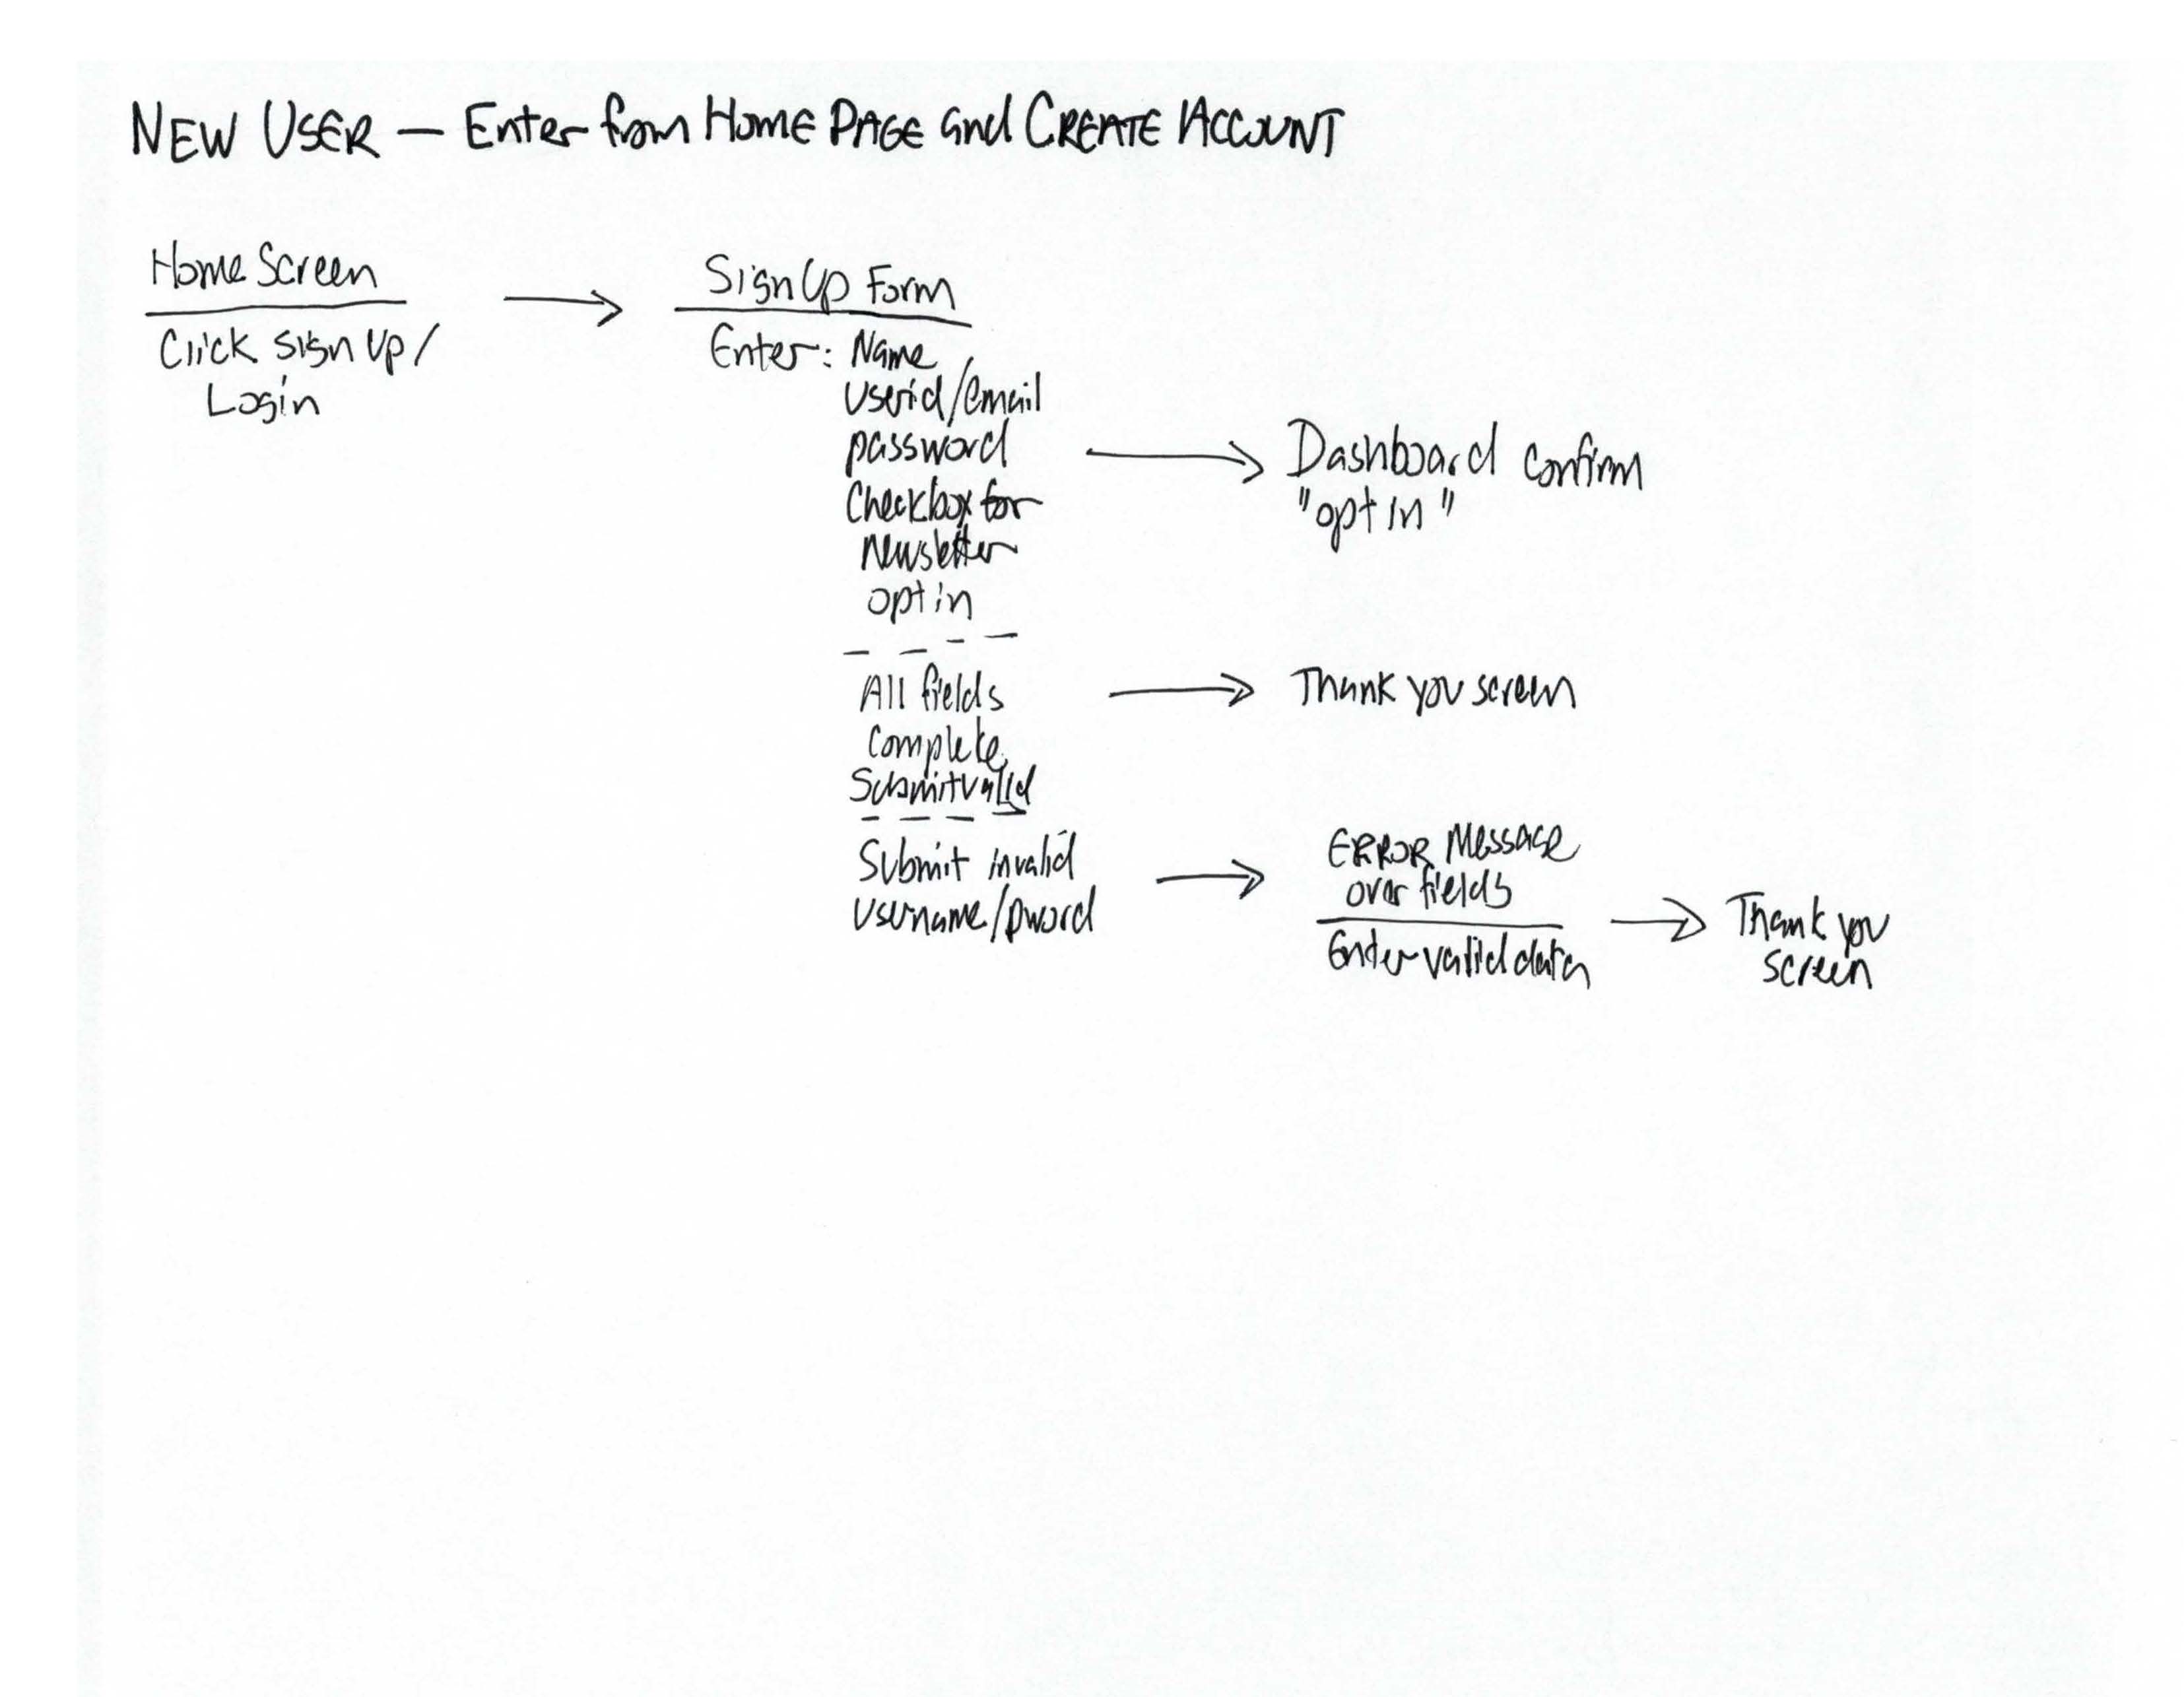 NEW USER — Enter from HOME PAGE and CREATE ACCOUNT
Home Screen
Click Sign Up/
Login
Sign Up Form
Enter: Name
Userid/email
password
Checkbox for
Newsletter
opt in
All fields
Complete
Submit valid
Submit invalid
Username/pword
Dashboard confirm
"opt in"
Thank you screen
ERROR Message
over fields
Enter valid data
Thank you
screen